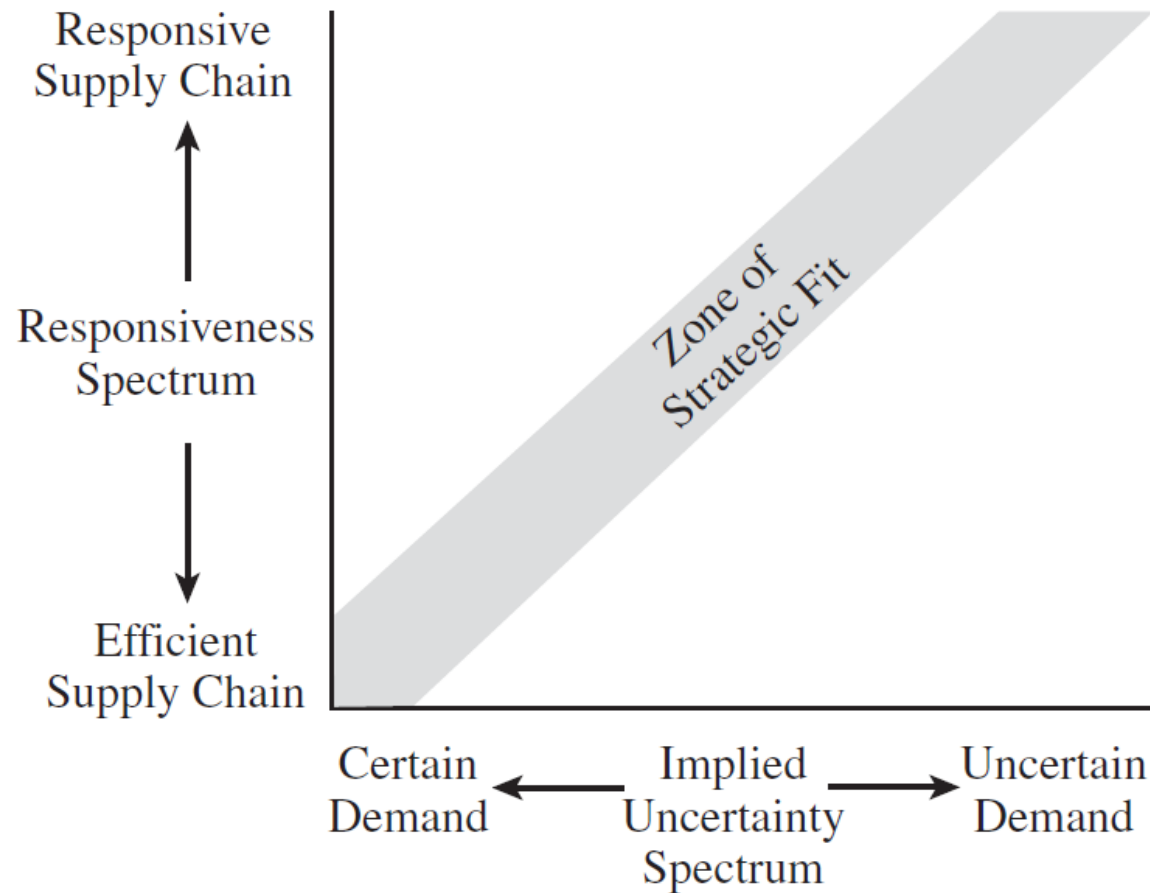 Responsive
Supply Chain
Responsiveness
Spectrum
Efficient
Supply Chain
Zone of
Strategic Fit
Certain
Demand
Implied
Uncertainty
Spectrum
Uncertain
Demand